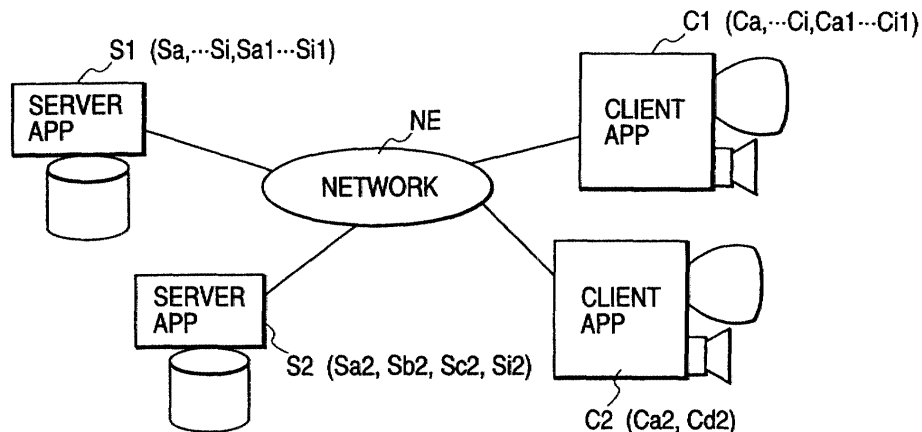 S1 (Sa,···Si,Sa1···Si1)
SERVER
APP
C1 (Ca,···Ci,Ca1···Ci1)
CLIENT
APP
NE
NETWORK
SERVER
APP
S2 (Sa2, Sb2, Sc2, Si2)
CLIENT
APP
C2 (Ca2, Cd2)